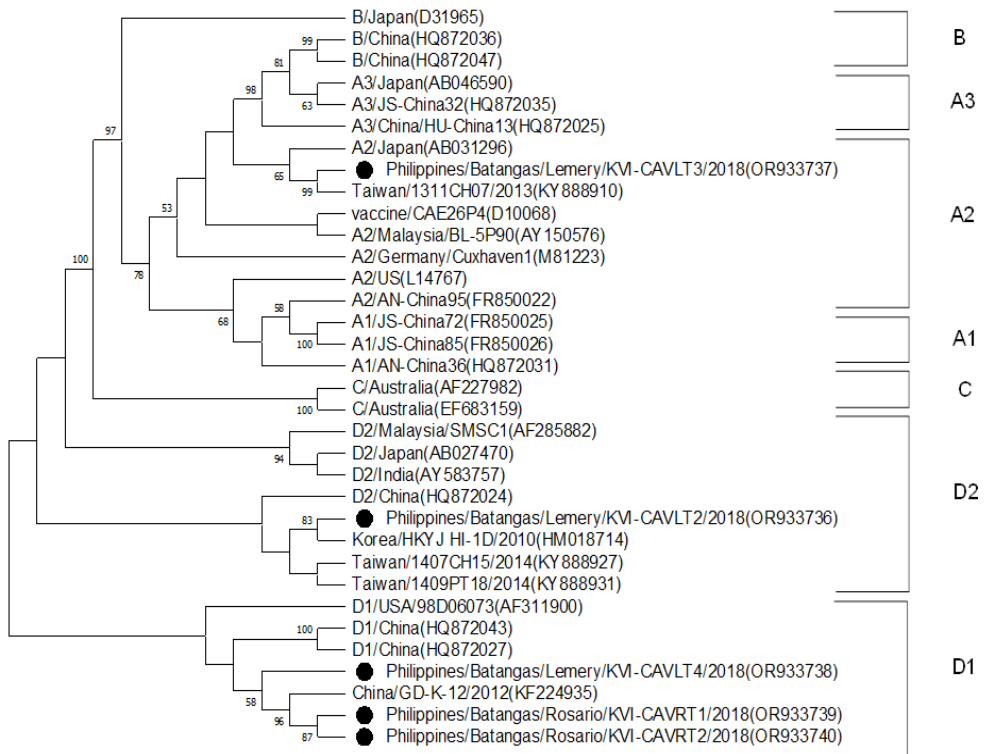 B/Japan(D31965)
B/China(HQ872036)
B/China(HQ872047)
A3/Japan(AB046590)
A3/JS-China32(HQ872035)
A3/China/HU-China13(HQ872025)
A2/Japan(AB031296)
Philippines/Batangas/Lemery/KVI-CAVLT3/2018(OR933737)
Taiwan/1311CH07/2013(KY888910)
vaccine/CAE26P4(D10068)
A2/Malaysia/BL-5P90(AY150576)
A2/Germany/Cuxhaven1(M81223)
A2/US(L14767)
A2/AN-China95(FR850022)
A1/JS-China72(FR850025)
A1/JS-China85(FR850026)
A1/AN-China36(HQ872031)
C/Australia(AF227982)
C/Australia(EF683159)
D2/Malaysia/SMSC1(AF285882)
D2/Japan(AB027470)
D2/India(AY583757)
D2/China(HQ872024)
Philippines/Batangas/Lemery/KVI-CAVLT2/2018(OR933736)
Korea/HKYJ HI-1D/2010(HM018714)
Taiwan/1407CH15/2014(KY888927)
Taiwan/1409PT18/2014(KY888931)
D1/USA/98D06073(AF311900)
D1/China(HQ872043)
D1/China(HQ872027)
Philippines/Batangas/Lemery/KVI-CAVLT4/2018(OR933738)
China/GD-K-12/2012(KF224935)
Philippines/Batangas/Rosario/KVI-CAVRT1/2018(OR933739)
Philippines/Batangas/Rosario/KVI-CAVRT2/2018(OR933740)
99
81
98
63
97
65
99
53
100
78
58
68
100
100
94
83
100
58
96
87
B
A3
A2
A1
C
D2
D1